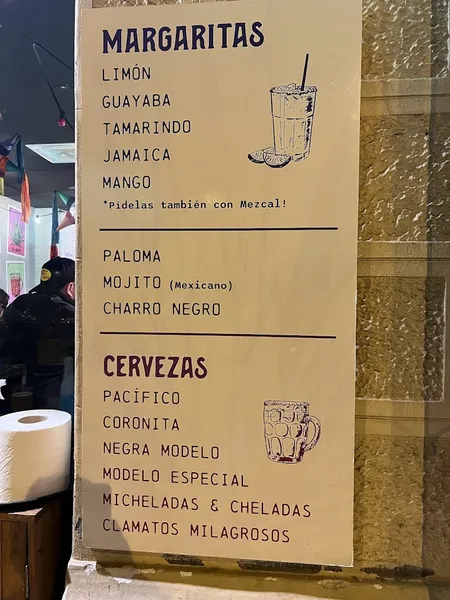 MARGARITAS
LIMÓN
GUAYABA
TAMARINDO
JAMAICA
MANGO
*Pídelas también con Mezcal!
PALOMA
MOJITO (Mexicano)
CHARRO NEGRO
CERVEZAS
PACÍFICO
CORONITA
NEGRA MODELO
MODELO ESPECIAL
MICHELADAS & CHELADAS
CLAMATOS MILAGROSOS